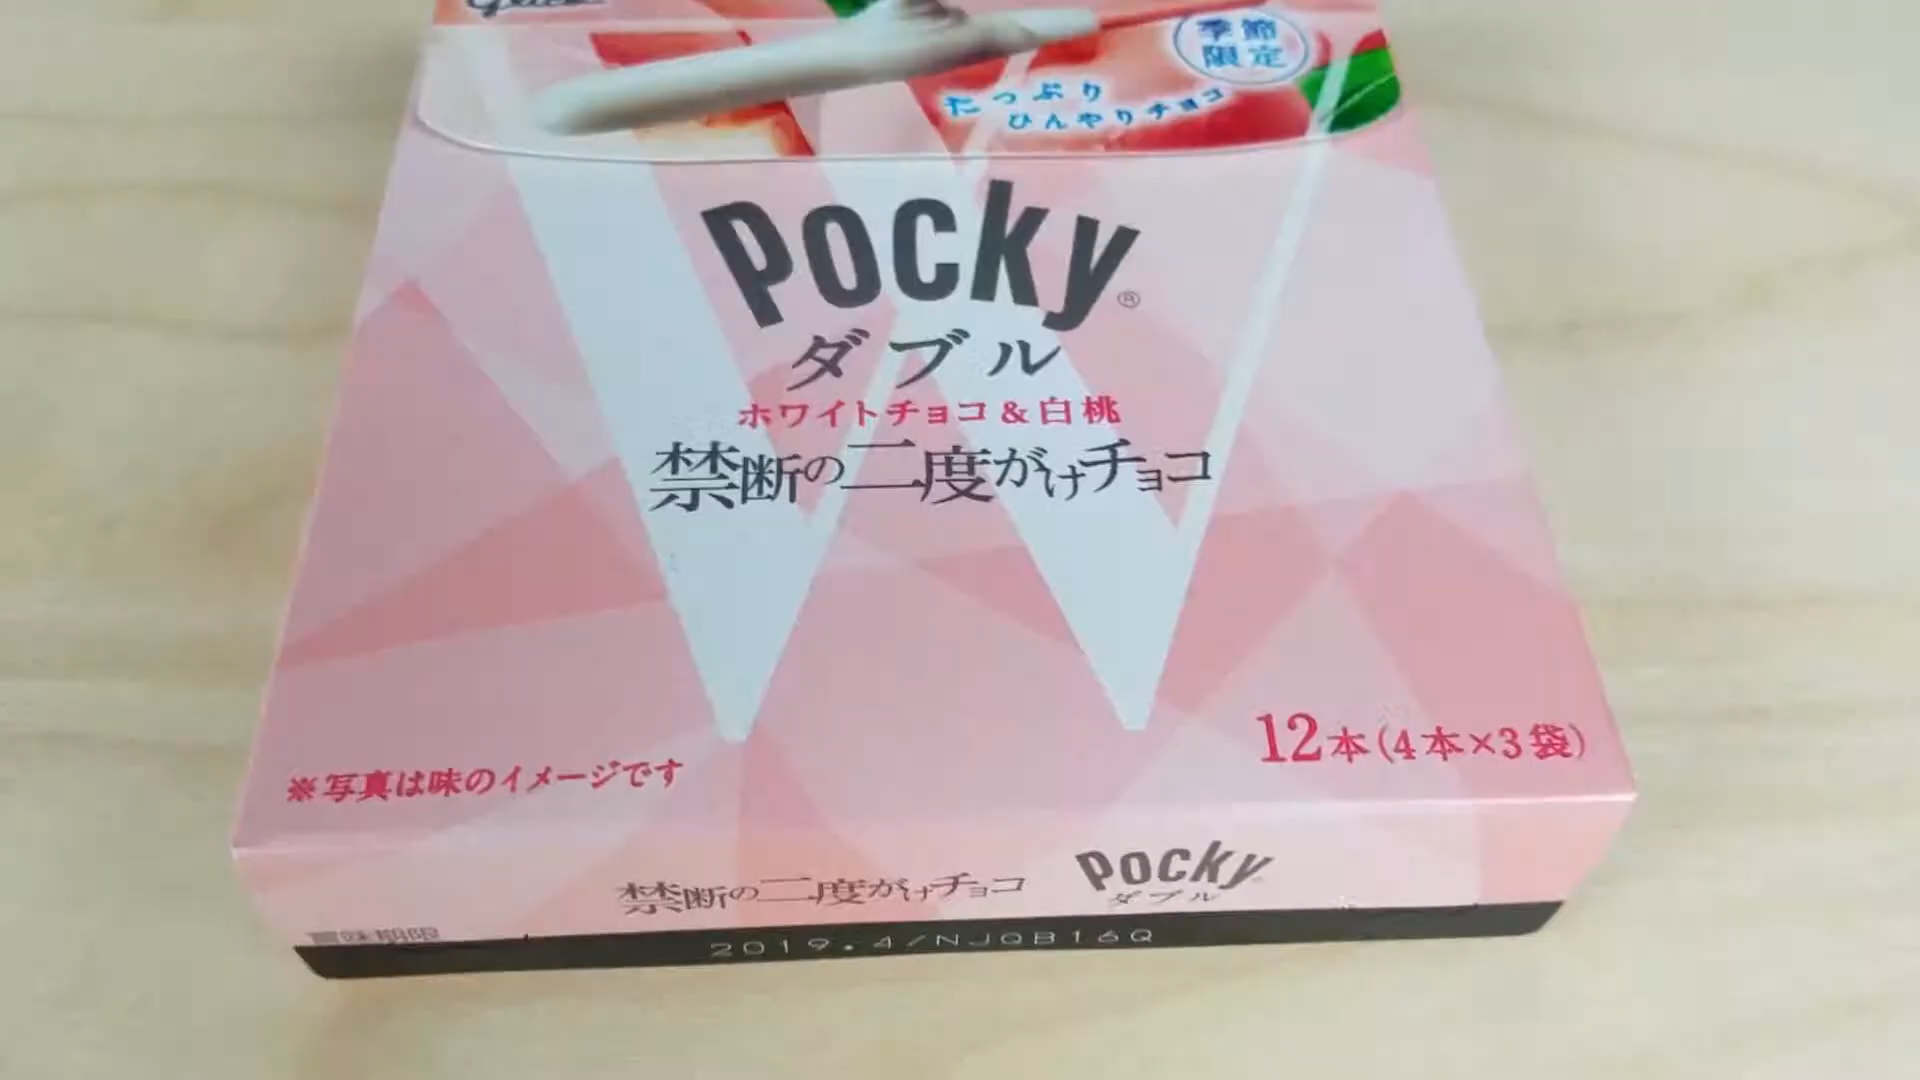 季節
限定
たっぷり
ひんやりチョコ
Pocky®
ダブル
ホワイトチョコ&白桃
禁断の二度がけチョコ
12本(4本×3袋)
※写真は味のイメージです
禁断の二度がけチョコ Pocky
ダブル
賞味期限
2019.4/NJQB16Q